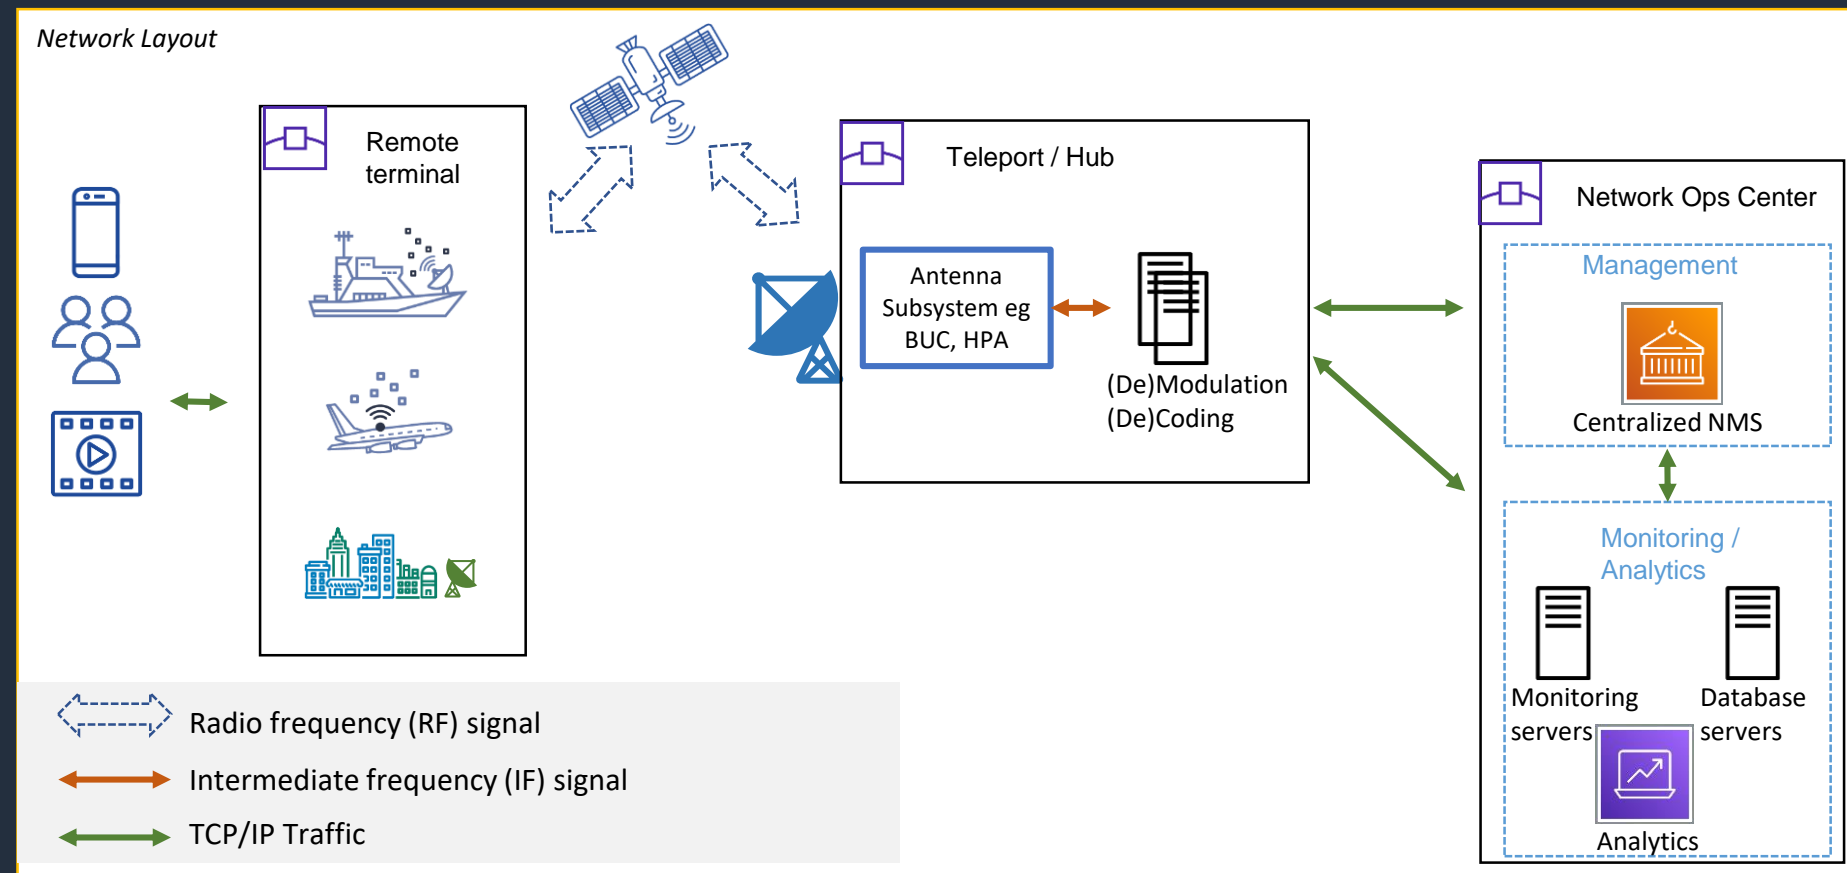 Network Layout
Remote
terminal
Teleport / Hub
Antenna
Subsystem eg
BUC, HPA
(De)Modulation
(De)Coding
Network Ops Center
Management
Centralized NMS
Monitoring /
Analytics
Monitoring
servers
Database
servers
Analytics
Radio frequency (RF) signal
Intermediate frequency (IF) signal
TCP/IP Traffic